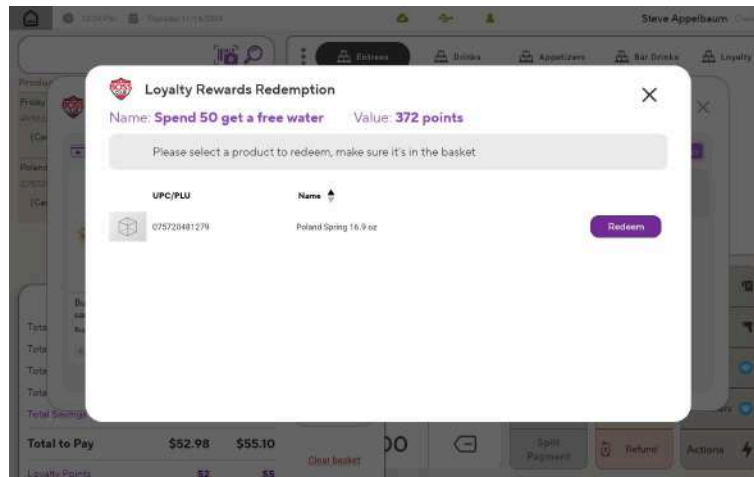 Steve Appelbaum
Entrees
Drinks
Appetizers
Bar Drinks
Loyalty
Loyalty Rewards Redemption
Name: Spend 50 get a free water Value: 372 points
Please select a product to redeem, make sure it's in the basket
UPC/PLU Name
075720481279 Poland Spring 16.9 oz Redeem
Total Savings
Total to Pay $52.98 $55.10
Clear basket
Split
Payment
Refund
Actions
Loyalty Points 52 55